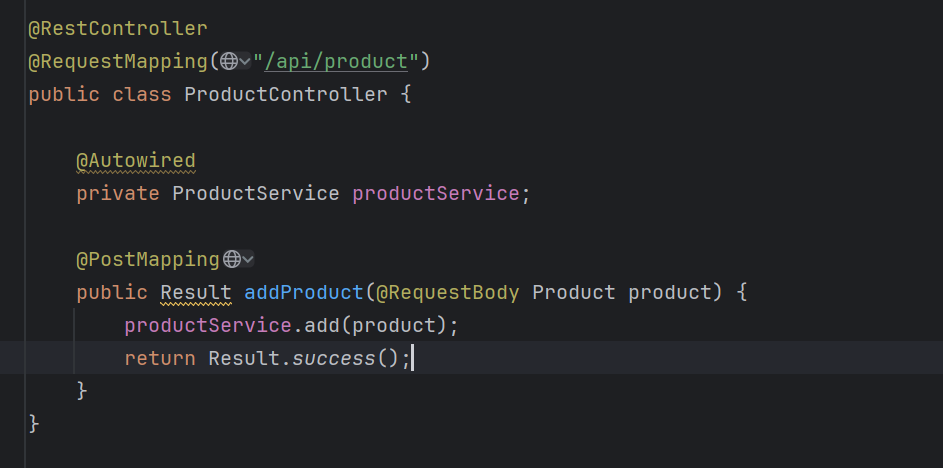 @RestController
@RequestMapping("/api/product")
public class ProductController {
@Autowired
private ProductService productService;
@PostMapping
public Result addProduct(@RequestBody Product product) {
productService.add(product);
return Result.success();
}
}